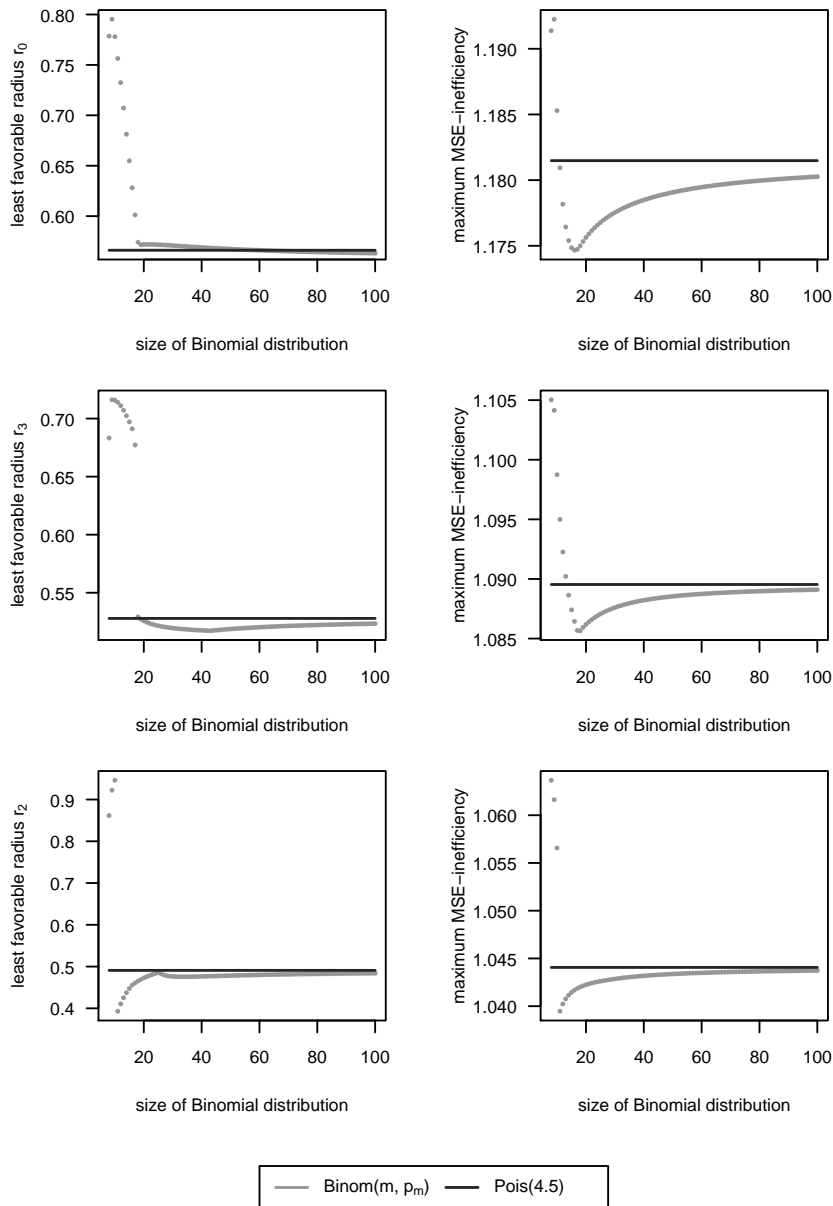 least favorable radius r₀
0.80
0.75
0.70
0.65
0.60
20 40 60 80 100
size of Binomial distribution
maximum MSE−inefficiency
1.190
1.185
1.180
1.175
20 40 60 80 100
size of Binomial distribution
least favorable radius r₃
0.70
0.65
0.60
0.55
20 40 60 80 100
size of Binomial distribution
maximum MSE−inefficiency
1.105
1.100
1.095
1.090
1.085
20 40 60 80 100
size of Binomial distribution
least favorable radius r₂
0.9
0.8
0.7
0.6
0.5
0.4
20 40 60 80 100
size of Binomial distribution
maximum MSE−inefficiency
1.060
1.055
1.050
1.045
1.040
20 40 60 80 100
size of Binomial distribution
Binom(m, pₘ) Pois(4.5)